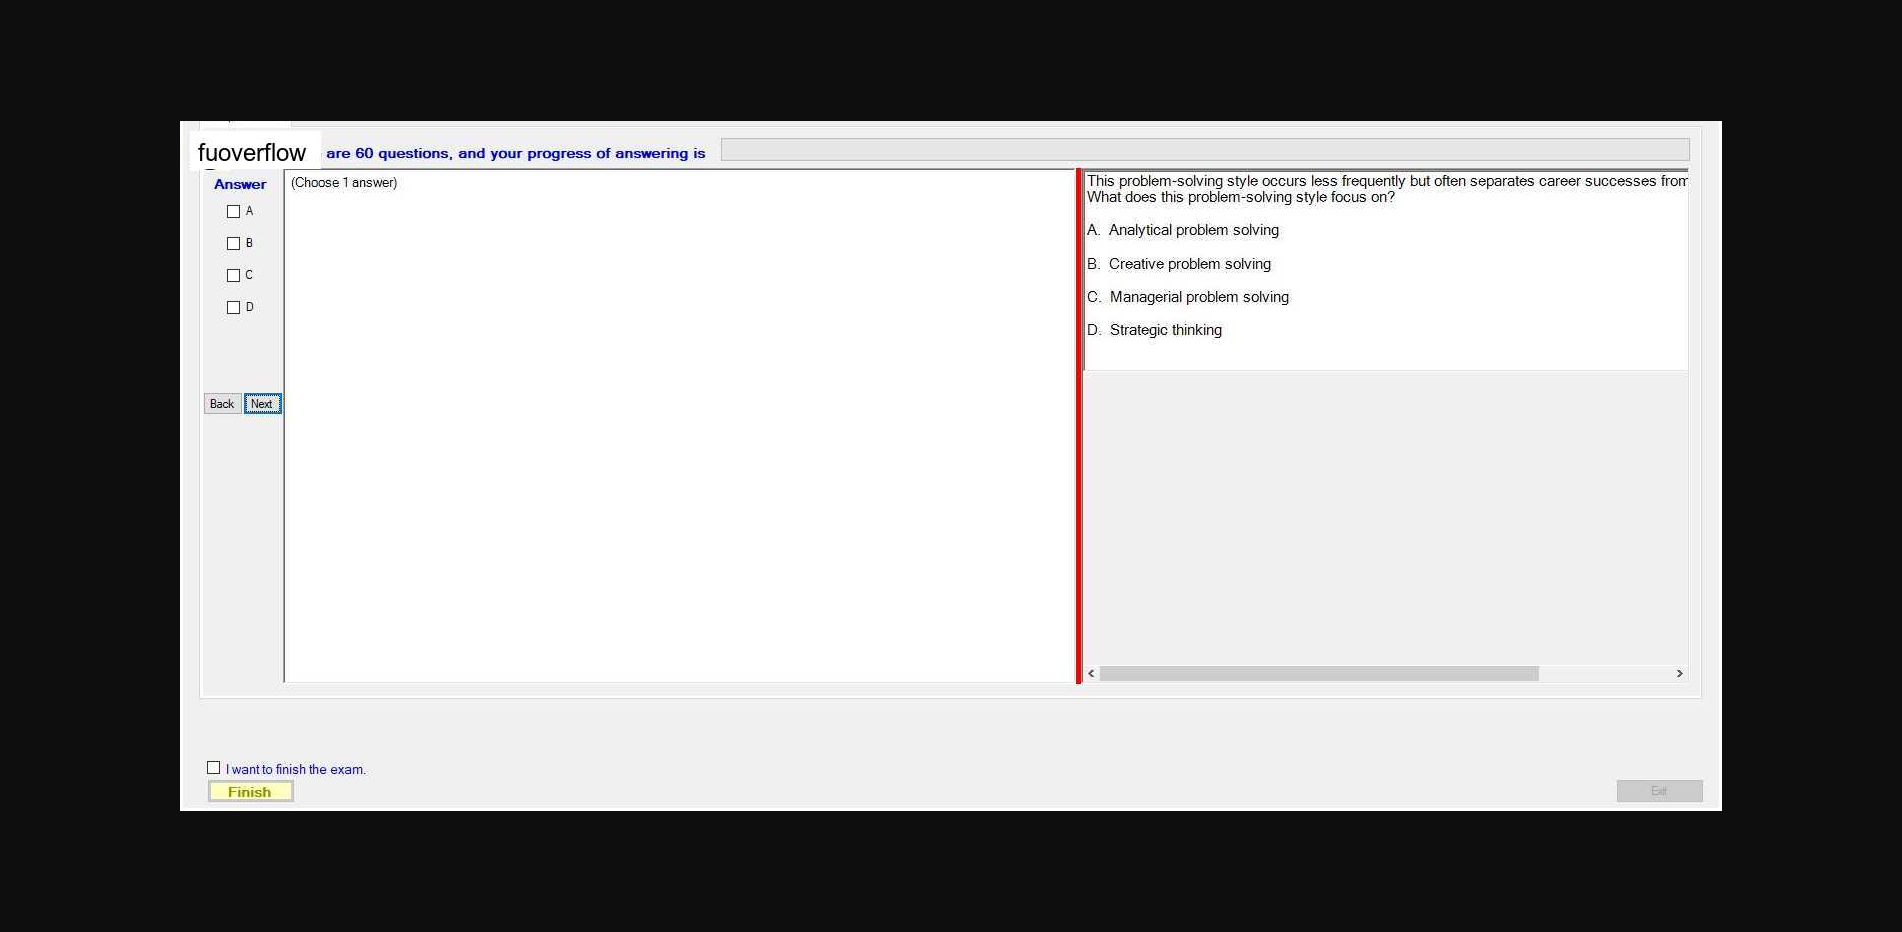 fuoverflow are 60 questions, and your progress of answering is
Answer
A
B
C
D
Back Next
(Choose 1 answer)
This problem-solving style occurs less frequently but often separates career successes from
What does this problem-solving style focus on?
A. Analytical problem solving
B. Creative problem solving
C. Managerial problem solving
D. Strategic thinking
I want to finish the exam.
Finish
Exit